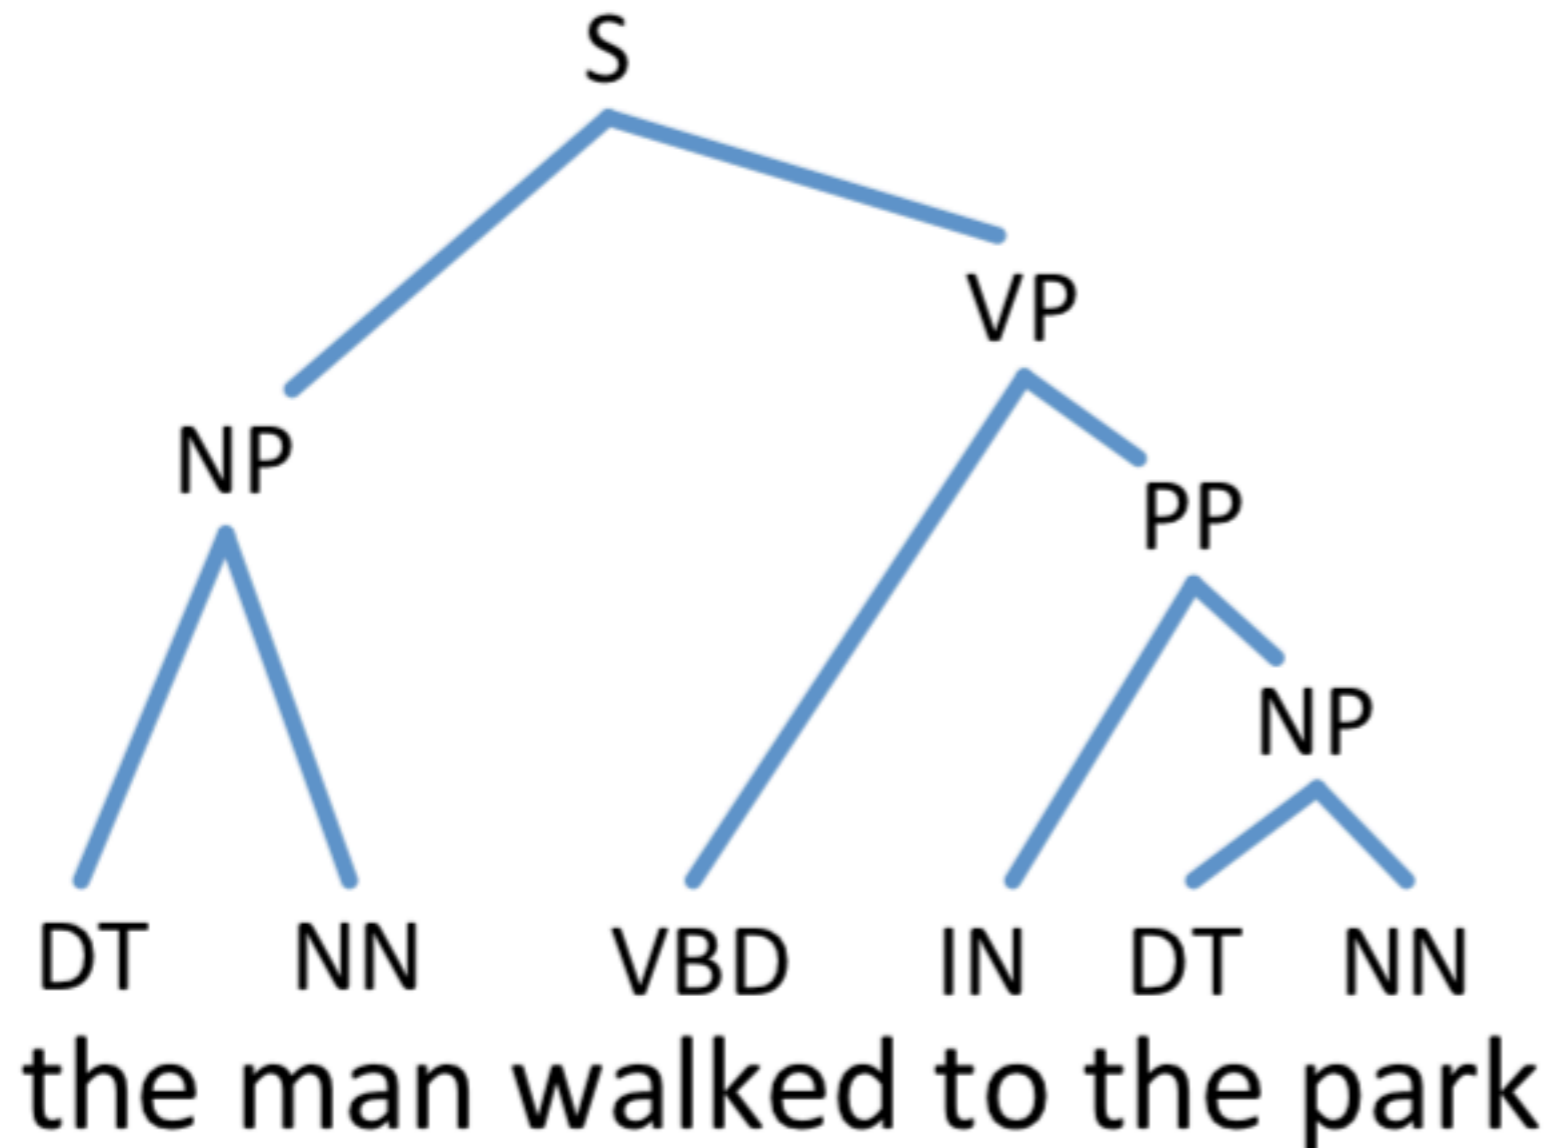 S
VP
NP
PP
NP
DT NN VBD IN DT NN
the man walked to the park